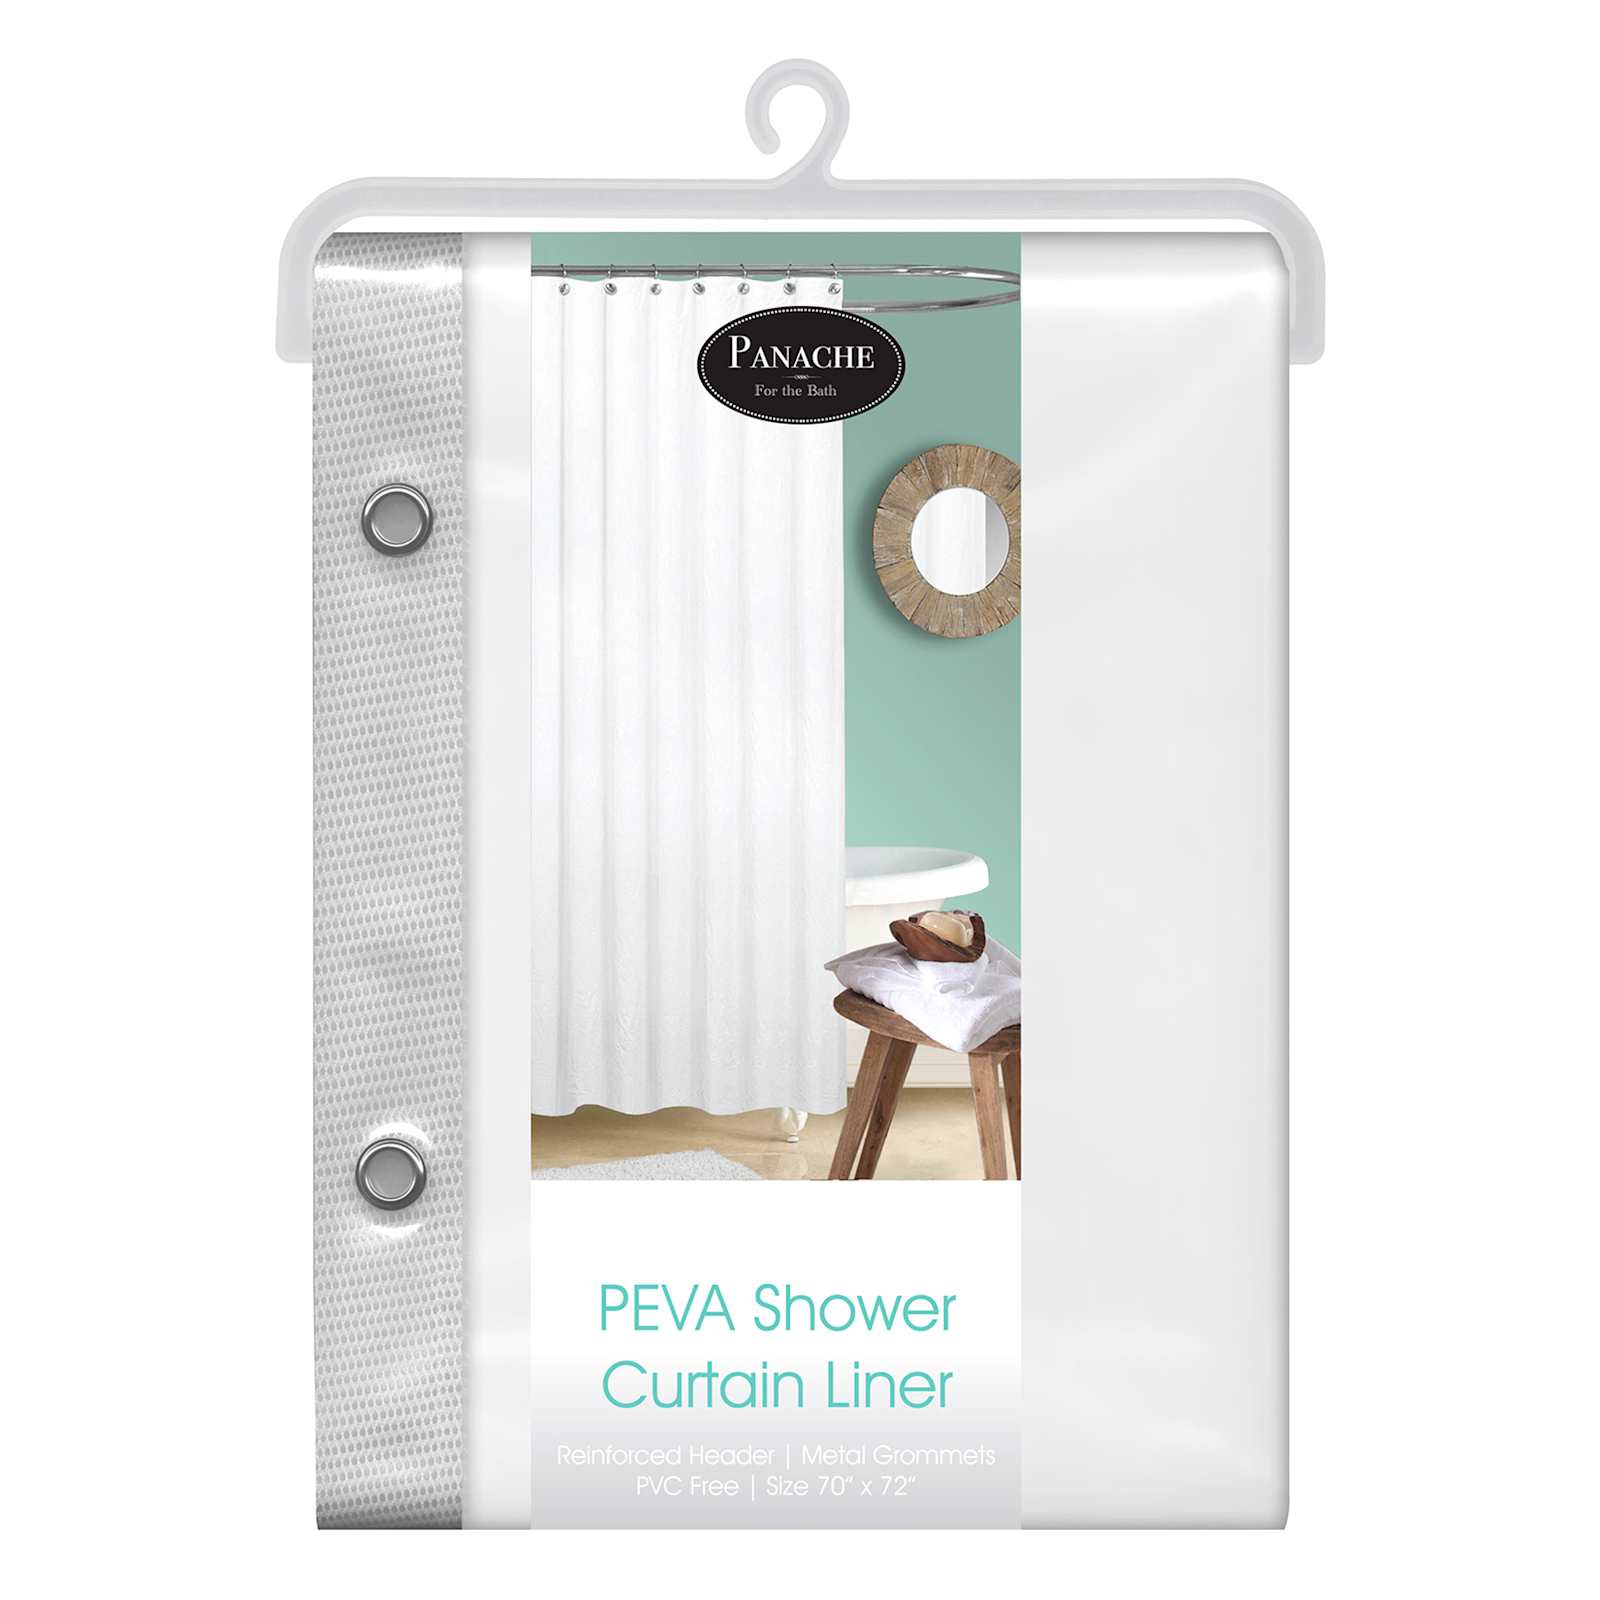 PANACHE
For the Bath
PEVA Shower
Curtain Liner
Reinforced Header | Metal Grommets
PVC Free | Size 70” x 72”